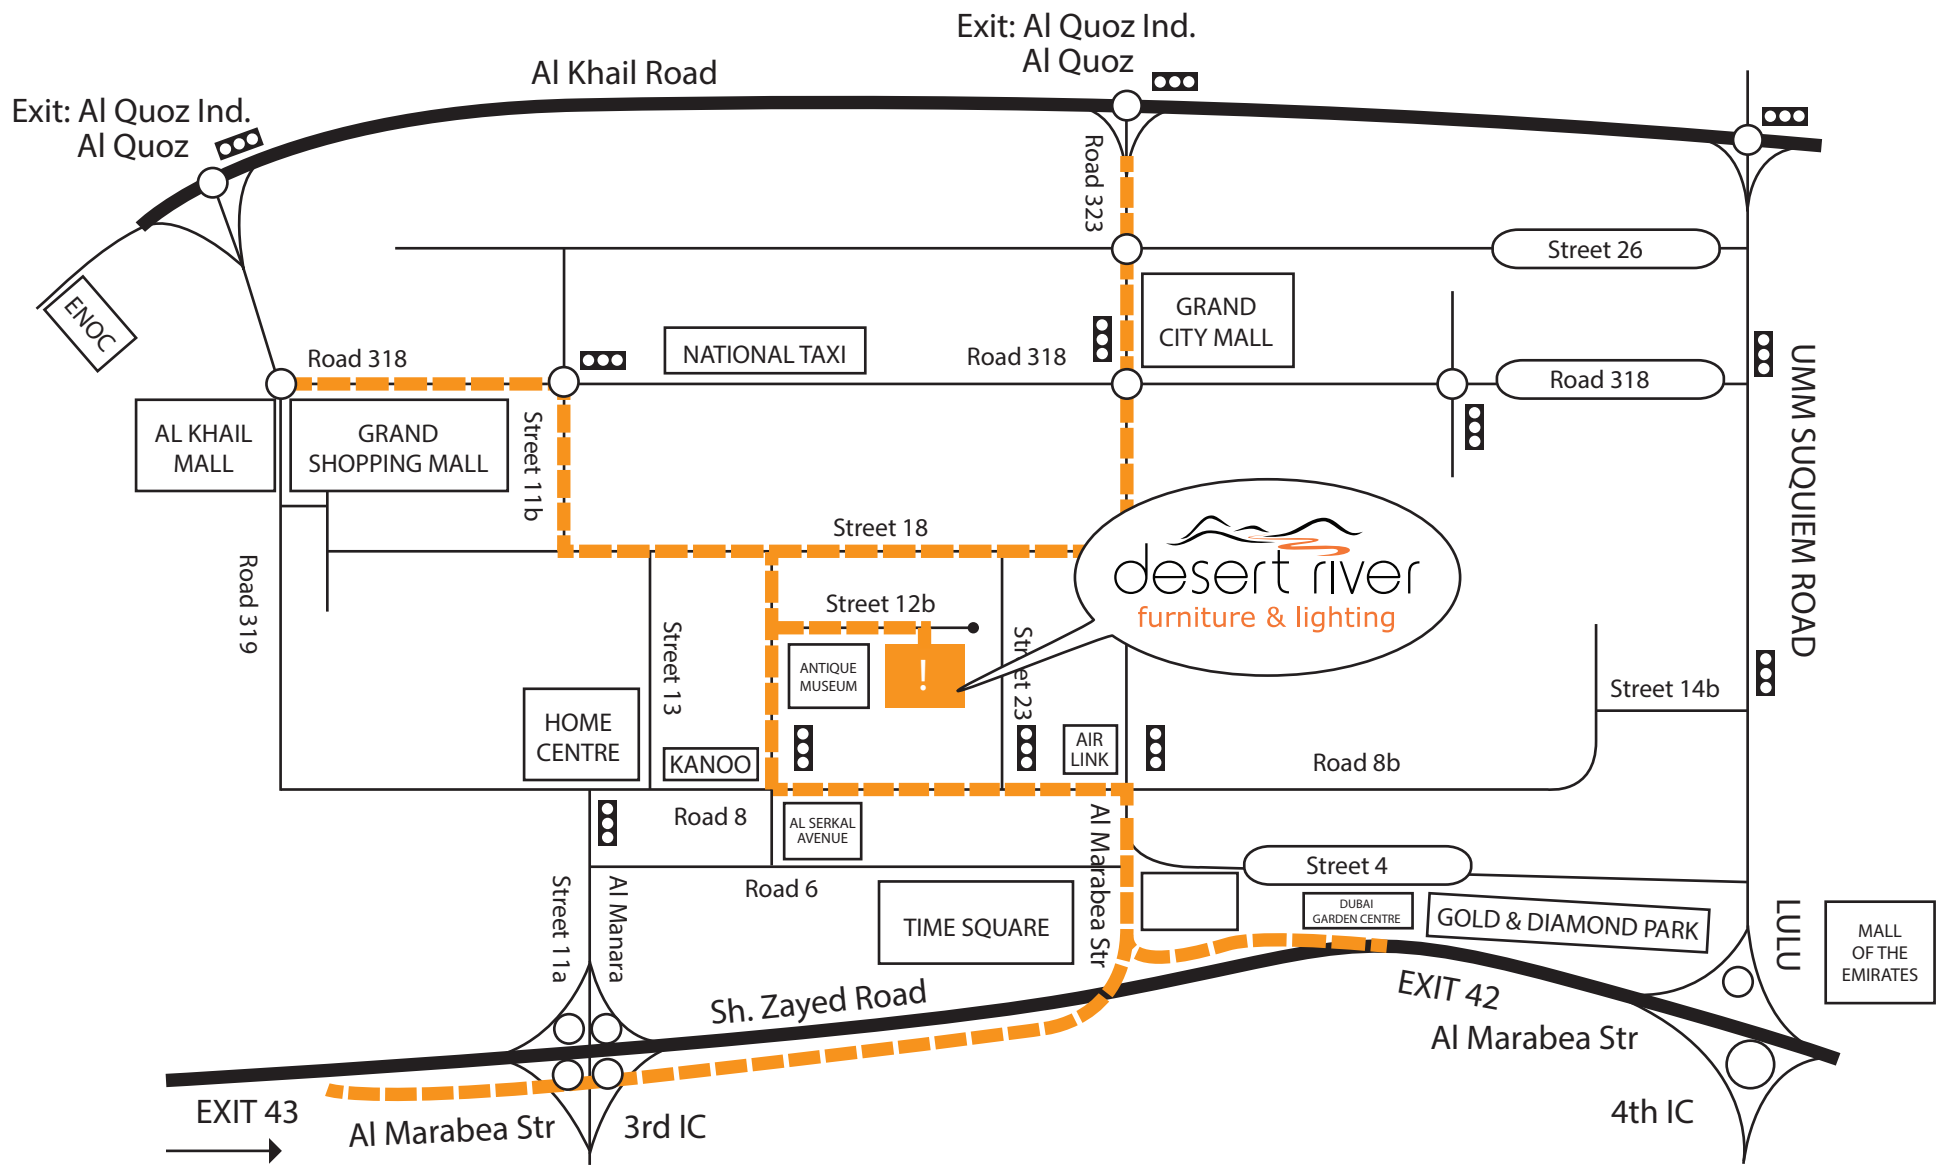 Exit: Al Quoz Ind.
Al Quoz
Al Khail Road
Exit: Al Quoz Ind.
Al Quoz
Road 323
Street 26
ENOC
GRAND
CITY MALL
Road 318
NATIONAL TAXI
Road 318
Road 318
UMM SUQUIEM ROAD
AL KHAIL
MALL
GRAND
SHOPPING MALL
Street 11b
Street 18
desert river
furniture & lighting
Road 319
Street 12b
Street 13
ANTIQUE
MUSEUM
!
Street 23
Street 14b
HOME
CENTRE
KANOO
AIR
LINK
Road 8b
Road 8
AL SERKAL
AVENUE
Al Marabea Str
Street 4
Road 6
Street 11a
Al Manara
TIME SQUARE
DUBAI
GARDEN CENTRE
GOLD & DIAMOND PARK
LULU
MALL
OF THE
EMIRATES
Sh. Zayed Road
EXIT 42
Al Marabea Str
EXIT 43
Al Marabea Str
3rd IC
4th IC